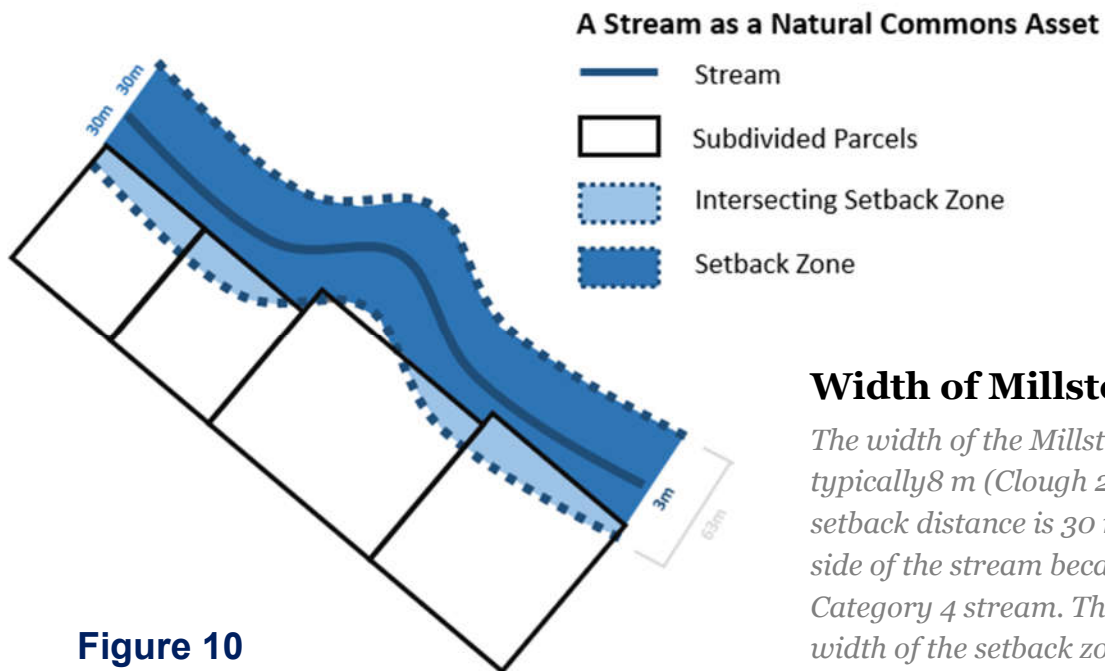 A Stream as a Natural Commons Asset
Stream
Subdivided Parcels
Intersecting Setback Zone
Setback Zone
30m
30m
3m
63m
Width of Millst
The width of the Millst
typically8 m (Clough 2
setback distance is 30
side of the stream beca
Category 4 stream. Th
width of the setback zo
Figure 10